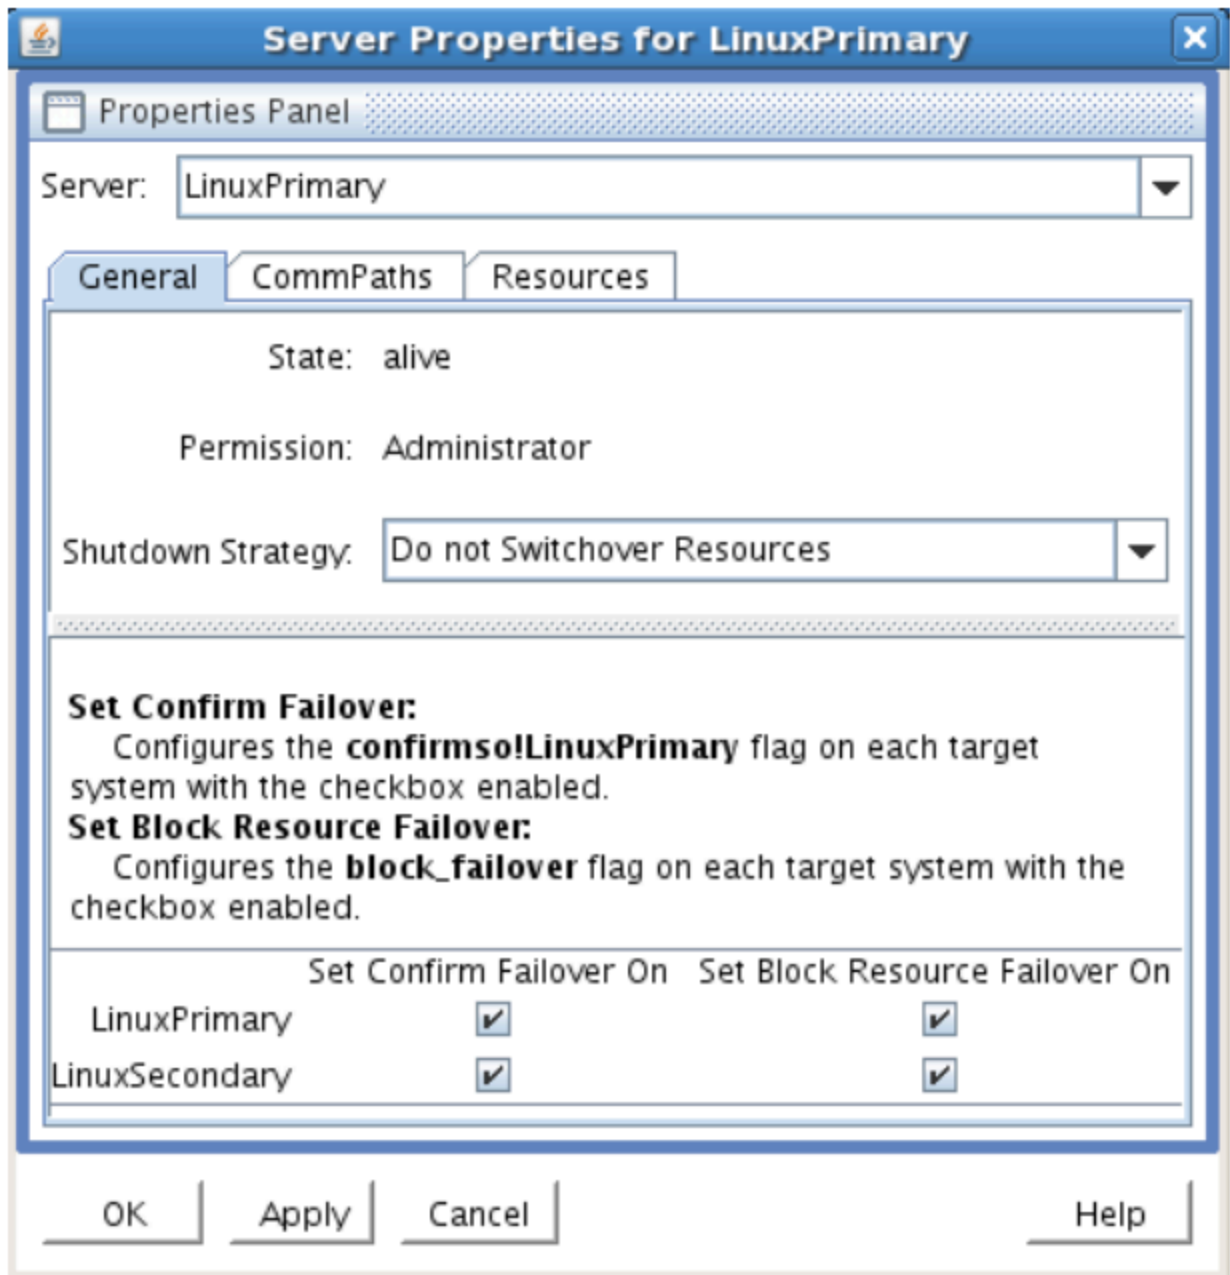 Server Properties for LinuxPrimary
Properties Panel
Server: LinuxPrimary
General CommPaths Resources
State: alive
Permission: Administrator
Shutdown Strategy: Do not Switchover Resources
Set Confirm Failover:
Configures the confirmso!LinuxPrimary flag on each target
system with the checkbox enabled.
Set Block Resource Failover:
Configures the block_failover flag on each target system with the
checkbox enabled.
Set Confirm Failover On Set Block Resource Failover On
LinuxPrimary
LinuxSecondary
OK Apply Cancel Help